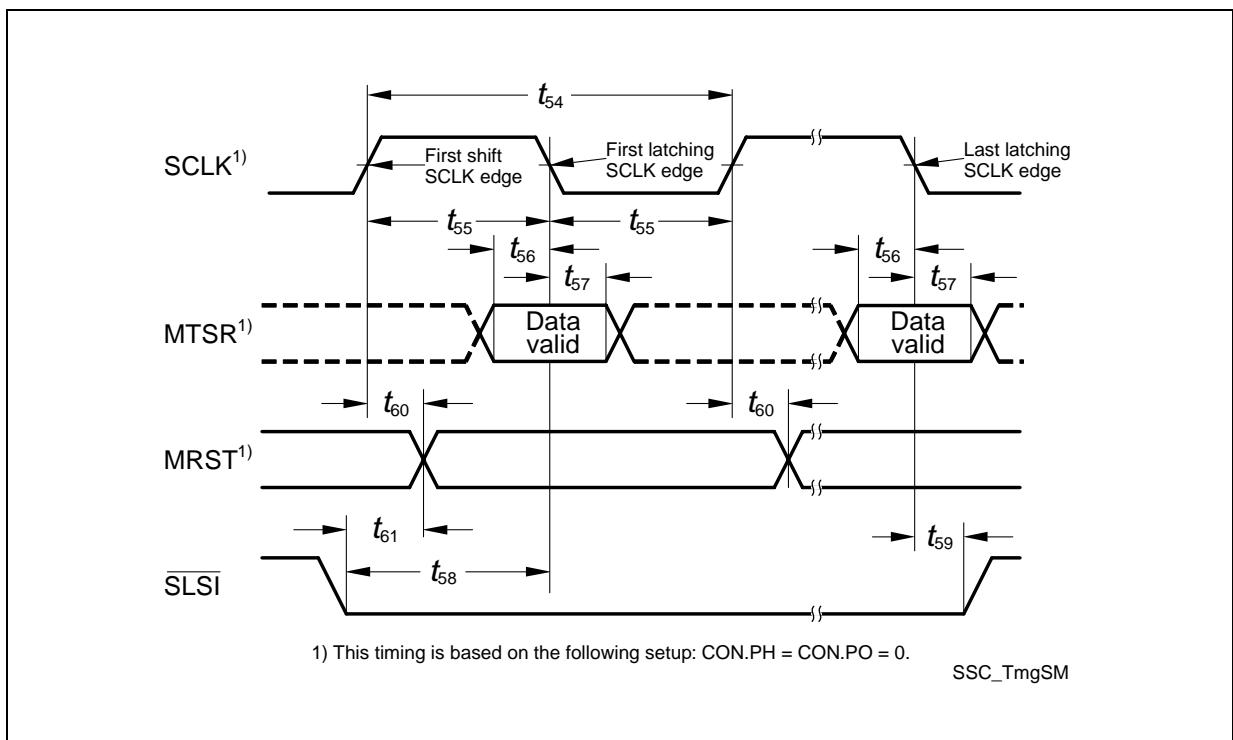 t54
SCLK1)
First shift
SCLK edge
First latching
SCLK edge
Last latching
SCLK edge
t55
t55
t56
t56
t57
t57
MTSR1)
Data
valid
Data
valid
t60
t60
MRST1)
t61
t59
t58
SLSI
1) This timing is based on the following setup: CON.PH = CON.PO = 0.
SSC_TmgSM